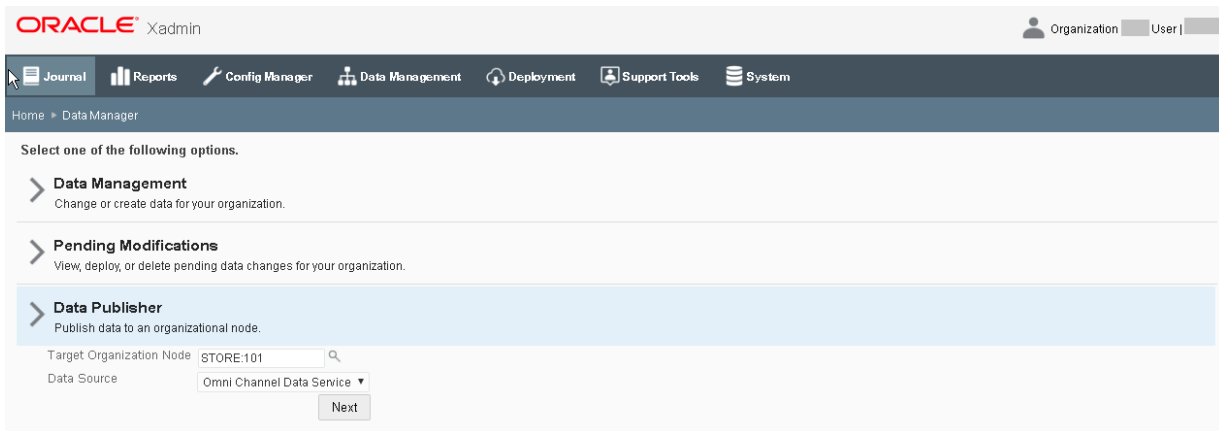 ORACLE® Xadmin
Organization User |
Journal Reports Config Manager Data Management Deployment Support Tools System
Home ▸ Data Manager
Select one of the following options.
Data Management
Change or create data for your organization.
Pending Modifications
View, deploy, or delete pending data changes for your organization.
Data Publisher
Publish data to an organizational node.
Target Organization Node STORE:101
Data Source Omni Channel Data Service ▼
Next